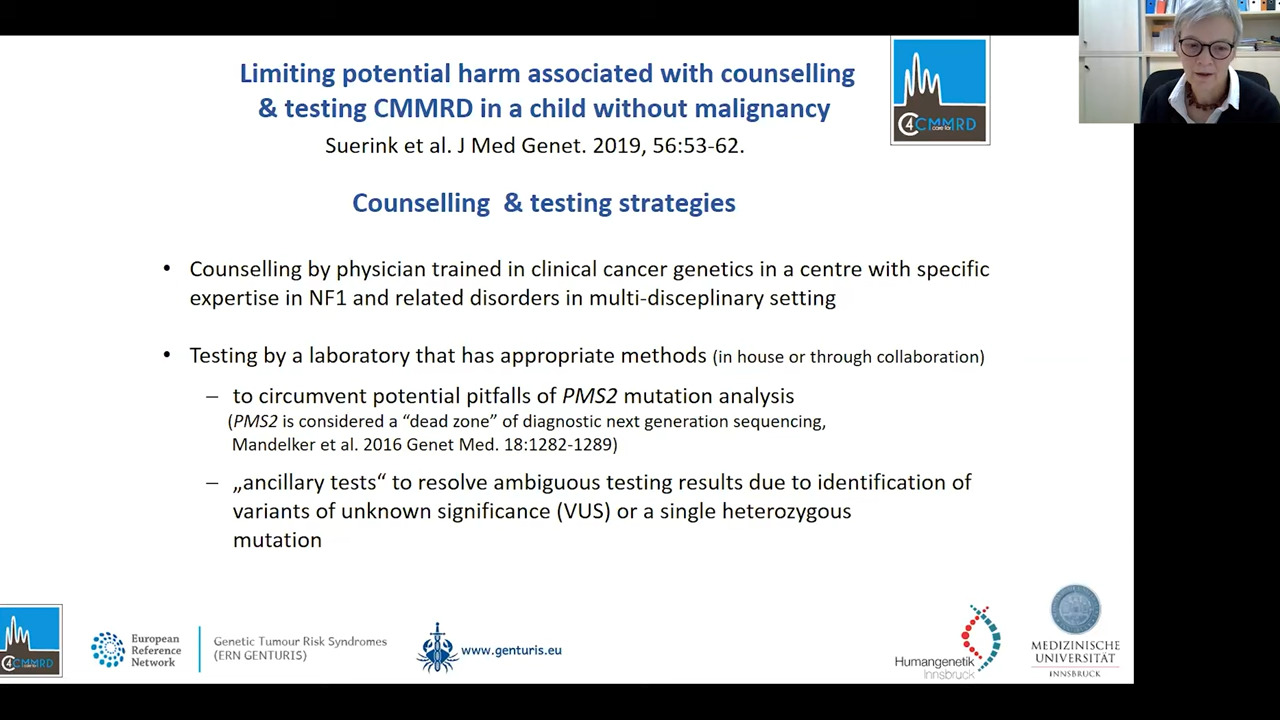 Limiting potential harm associated with counselling
& testing CMMRD in a child without malignancy
Suerink et al. J Med Genet. 2019, 56:53-62.
C4CMMRD
care for
Counselling & testing strategies
• Counselling by physician trained in clinical cancer genetics in a centre with specific
expertise in NF1 and related disorders in multi-disceplinary setting
• Testing by a laboratory that has appropriate methods (in house or through collaboration)
– to circumvent potential pitfalls of PMS2 mutation analysis
(PMS2 is considered a “dead zone” of diagnostic next generation sequencing,
Mandelker et al. 2016 Genet Med. 18:1282-1289)
– „ancillary tests“ to resolve ambiguous testing results due to identification of
variants of unknown significance (VUS) or a single heterozygous
mutation
C4CMMRD
European
Reference
Network
Genetic Tumour Risk Syndromes
(ERN GENTURIS)
www.genturis.eu
Humangenetik
Innsbruck
MEDIZINISCHE
UNIVERSITÄT
INNSBRUCK